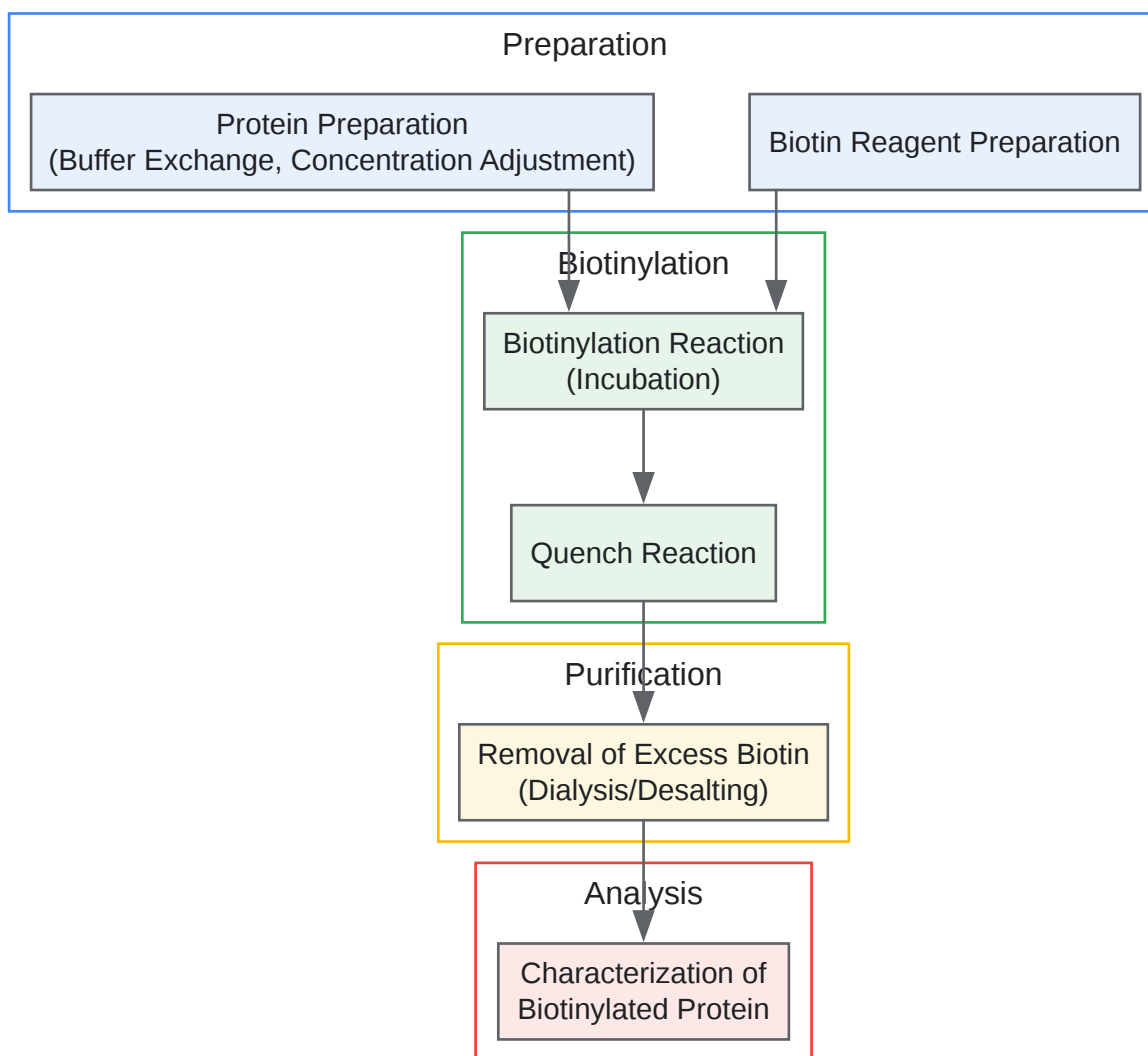 Preparation
Protein Preparation
(Buffer Exchange, Concentration Adjustment)
Biotin Reagent Preparation
Biotinylation
Biotinylation Reaction
(Incubation)
Quench Reaction
Purification
Removal of Excess Biotin
(Dialysis/Desalting)
Analysis
Characterization of
Biotinylated Protein